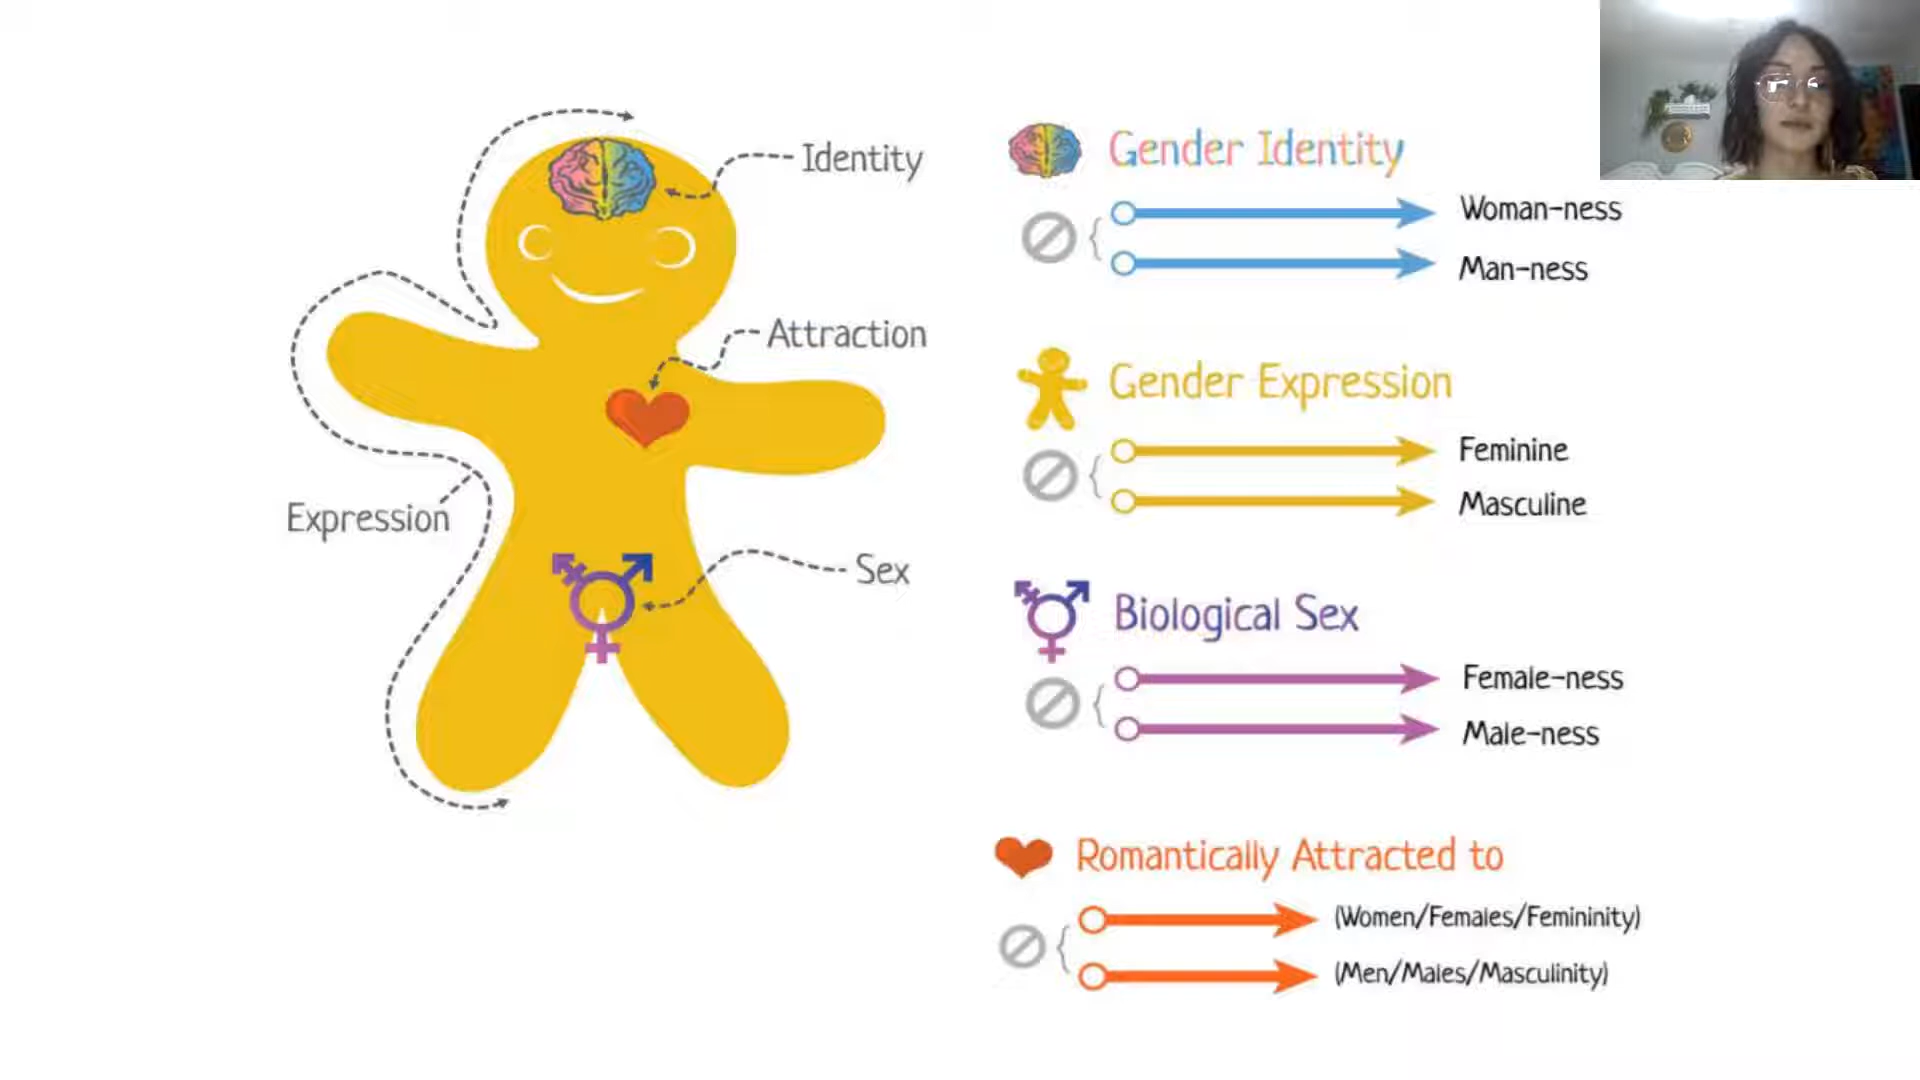 Identity
Attraction
Expression
Sex
Gender Identity
Woman-ness
Man-ness
Gender Expression
Feminine
Masculine
Biological Sex
Female-ness
Male-ness
Romantically Attracted to
(Women/Females/Femininity)
(Men/Males/Masculinity)